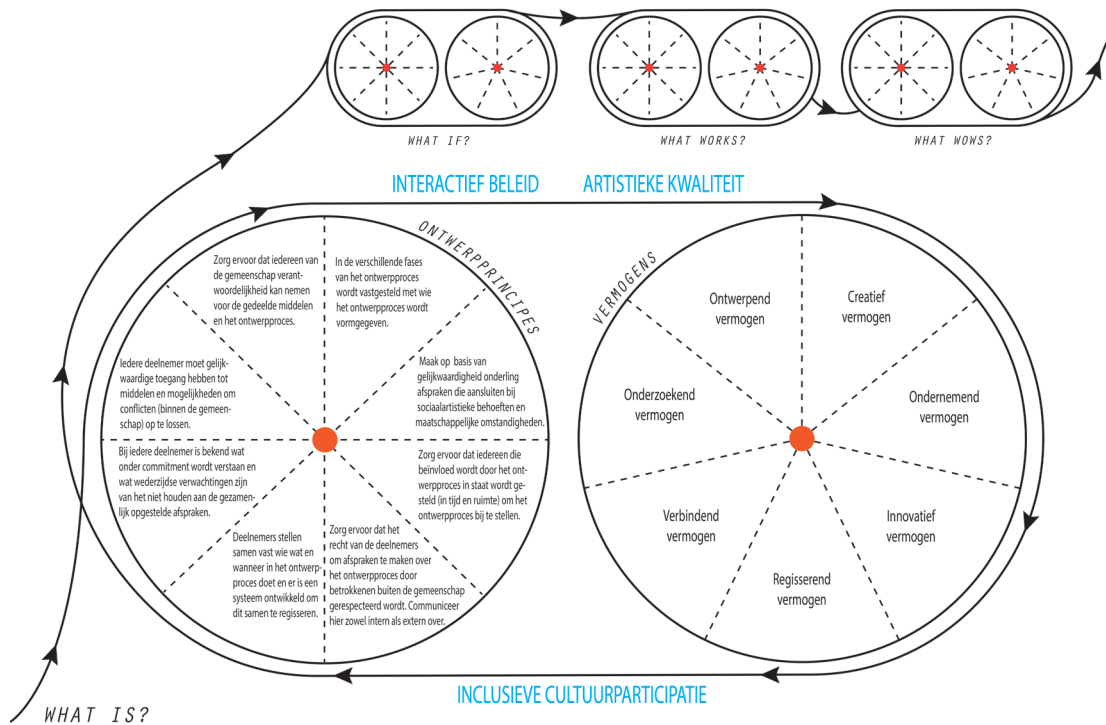 WHAT IF?
WHAT WORKS?
WHAT WOWS?
INTERACTIEF BELEID
ARTISTIEKE KWALITEIT
ONTWERPPRINCIPES
Zorg ervoor dat iedereen van
de gemeenschap verant-
woordelijkheid kan nemen
voor de gedeelde middelen
en het ontwerpproces.
In de verschillende fases
van het ontwerpproces
wordt vastgesteld met wie
het ontwerpproces wordt
vormgegeven.
Maak op basis van
gelijkwaardigheid onderling
afspraken die aansluiten bij
sociaalartistieke behoeften en
maatschappelijke omstandigheden.
Zorg ervoor dat iedereen die
beïnvloed wordt door het ont-
werpproces in staat wordt ge-
steld (in tijd en ruimte) om het
ontwerpproces bij te stellen.
Zorg ervoor dat het
recht van de deelnemers
om afspraken te maken over
het ontwerpproces door
betrokkenen buiten de gemeenschap
gerespecteerd wordt. Communiceer
hier zowel intern als extern over.
Deelnemers stellen
samen vast wie wat en
wanneer in het ontwerp-
proces doet en er is een
systeem ontwikkeld om
dit samen te regisseren.
Bij iedere deelnemer is bekend wat
onder commitment wordt verstaan en
wat wederzijdse verwachtingen zijn
van het niet houden aan de gezamen-
lijk opgestelde afspraken.
Iedere deelnemer moet gelijk-
waardige toegang hebben tot
middelen en mogelijkheden om
conflicten (binnen de gemeen-
schap) op te lossen.
VERMOGENS
Ontwerpend
vermogen
Creatief
vermogen
Ondernemend
vermogen
Innovatief
vermogen
Regisserend
vermogen
Verbindend
vermogen
Onderzoekend
vermogen
INCLUSIEVE CULTUURPARTICIPATIE
WHAT IS?